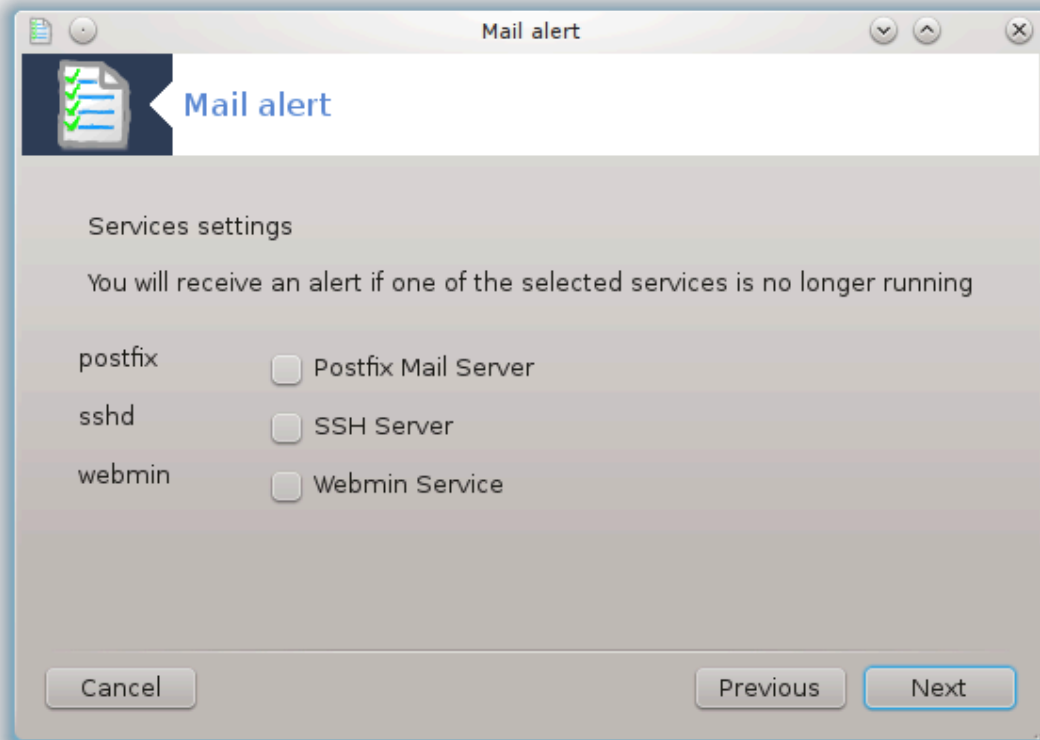 Mail alert
Mail alert
Services settings
You will receive an alert if one of the selected services is no longer running
postfix Postfix Mail Server
sshd SSH Server
webmin Webmin Service
Cancel Previous Next